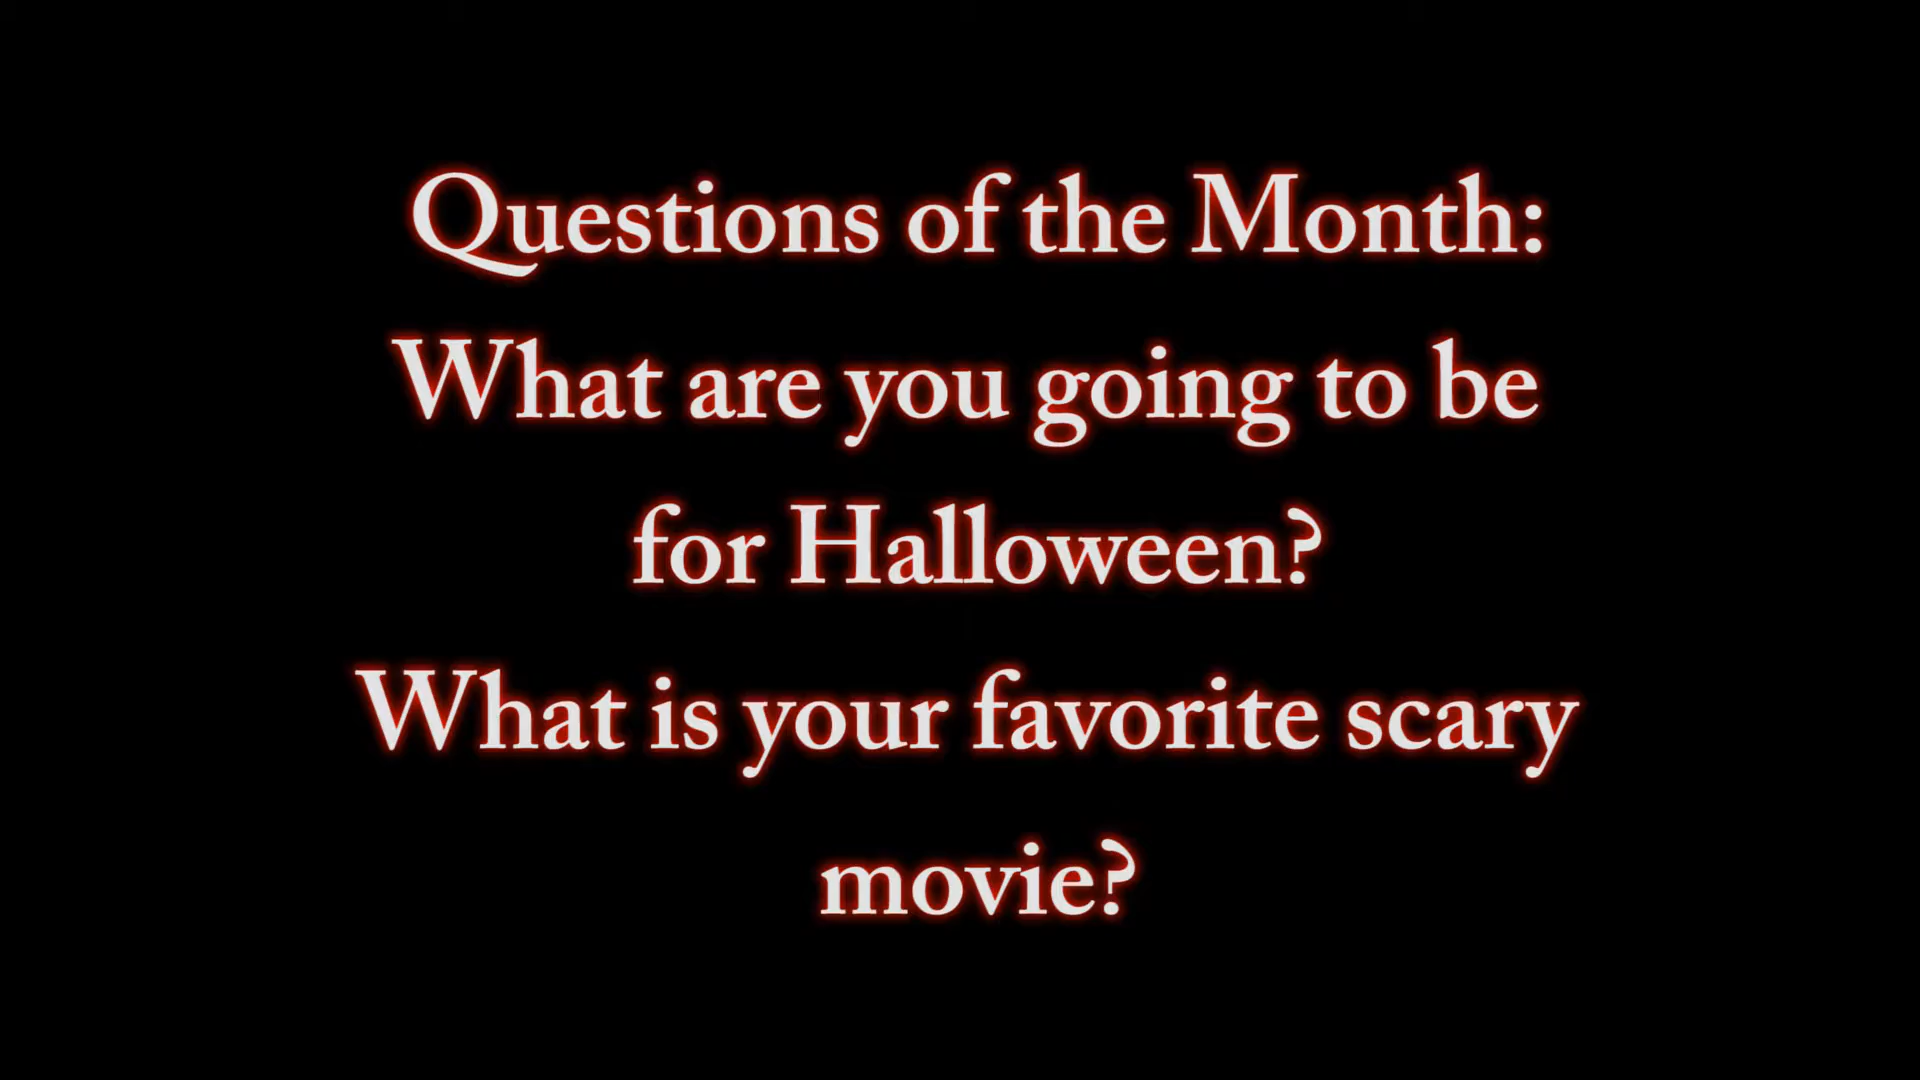 Questions of the Month:
What are you going to be
for Halloween?
What is your favorite scary
movie?